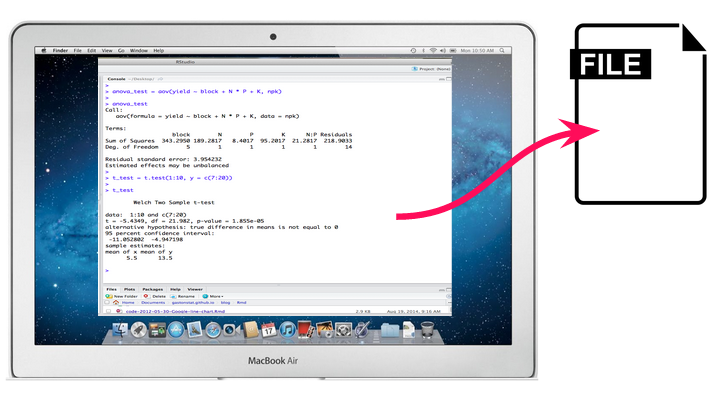 Finder File Edit View Go Window Help Mon 10:50 AM
RStudio
Project: (None)
Console ~/Desktop/
>
> anova_test = aov(yield ~ block + N * P + K, npk)
>
> anova_test
Call:
aov(formula = yield ~ block + N * P + K, data = npk)
Terms:
block N P K N:P Residuals
Sum of Squares 343.2950 189.2817 8.4017 95.2017 21.2817 218.9033
Deg. of Freedom 5 1 1 1 1 14
Residual standard error: 3.954232
Estimated effects may be unbalanced
>
> t_test = t.test(1:10, y = c(7:20))
>
> t_test
Welch Two Sample t-test
data: 1:10 and c(7:20)
t = -5.4349, df = 21.982, p-value = 1.855e-05
alternative hypothesis: true difference in means is not equal to 0
95 percent confidence interval:
-11.052802 -4.947198
sample estimates:
mean of x mean of y
5.5 13.5
>
Files Plots Packages Help Viewer
New Folder Delete Rename More
Home Documents gastonstat.github.io blog Rmd
code-2012-05-30-Google-line-chart.Rmd 2.9 KB Aug 19, 2014, 9:16 AM
17
MacBook Air
FILE